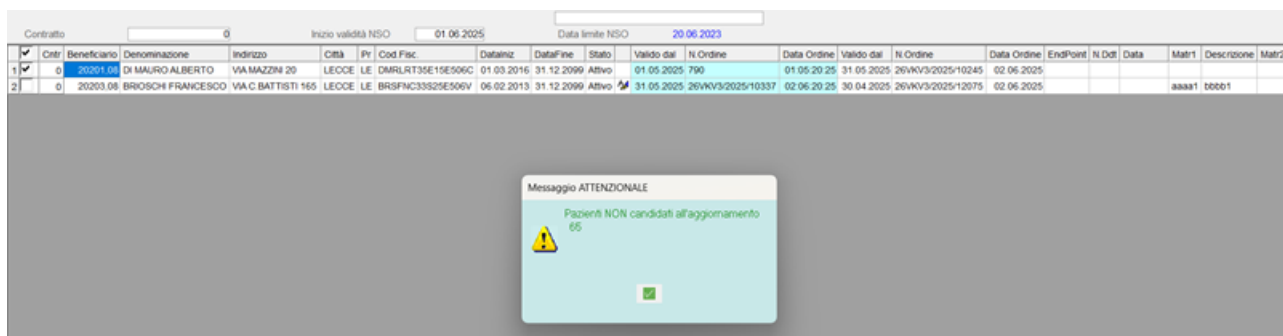 Contratto 0 Inizio validità NSO 01.06.2025 Data limite NSO 20.06.2023
Cntr Beneficiario Denominazione Indirizzo Città Pr Cod.Fisc. DataIniz DataFine Stato Valido dal N.Ordine Data Ordine Valido dal N.Ordine Data Ordine EndPoint N.Ddt Data Matr1 Descrizione Matr2
1 0 20201,08 DI MAURO ALBERTO VIA MAZZINI 20 LECCE LE DMRLRT35E15E506C 01.03.2016 31.12.2099 Attivo 01.05.2025 790 01.05.20.25 31.05.2025 26VKV3/2025/10245 02.06.2025
2 0 20203,08 BRIOSCHI FRANCESCO VIA C.BATTISTI 165 LECCE LE BRSFNC33S25E506V 06.02.2013 31.12.2099 Attivo 31.05.2025 26VKV3/2025/10337 02.06.20.25 30.04.2025 26VKV3/2025/12075 02.06.2025 aaaa1 bbbb1
Messaggio ATTENZIONALE
Pazienti NON candidati all'aggiornamento
65